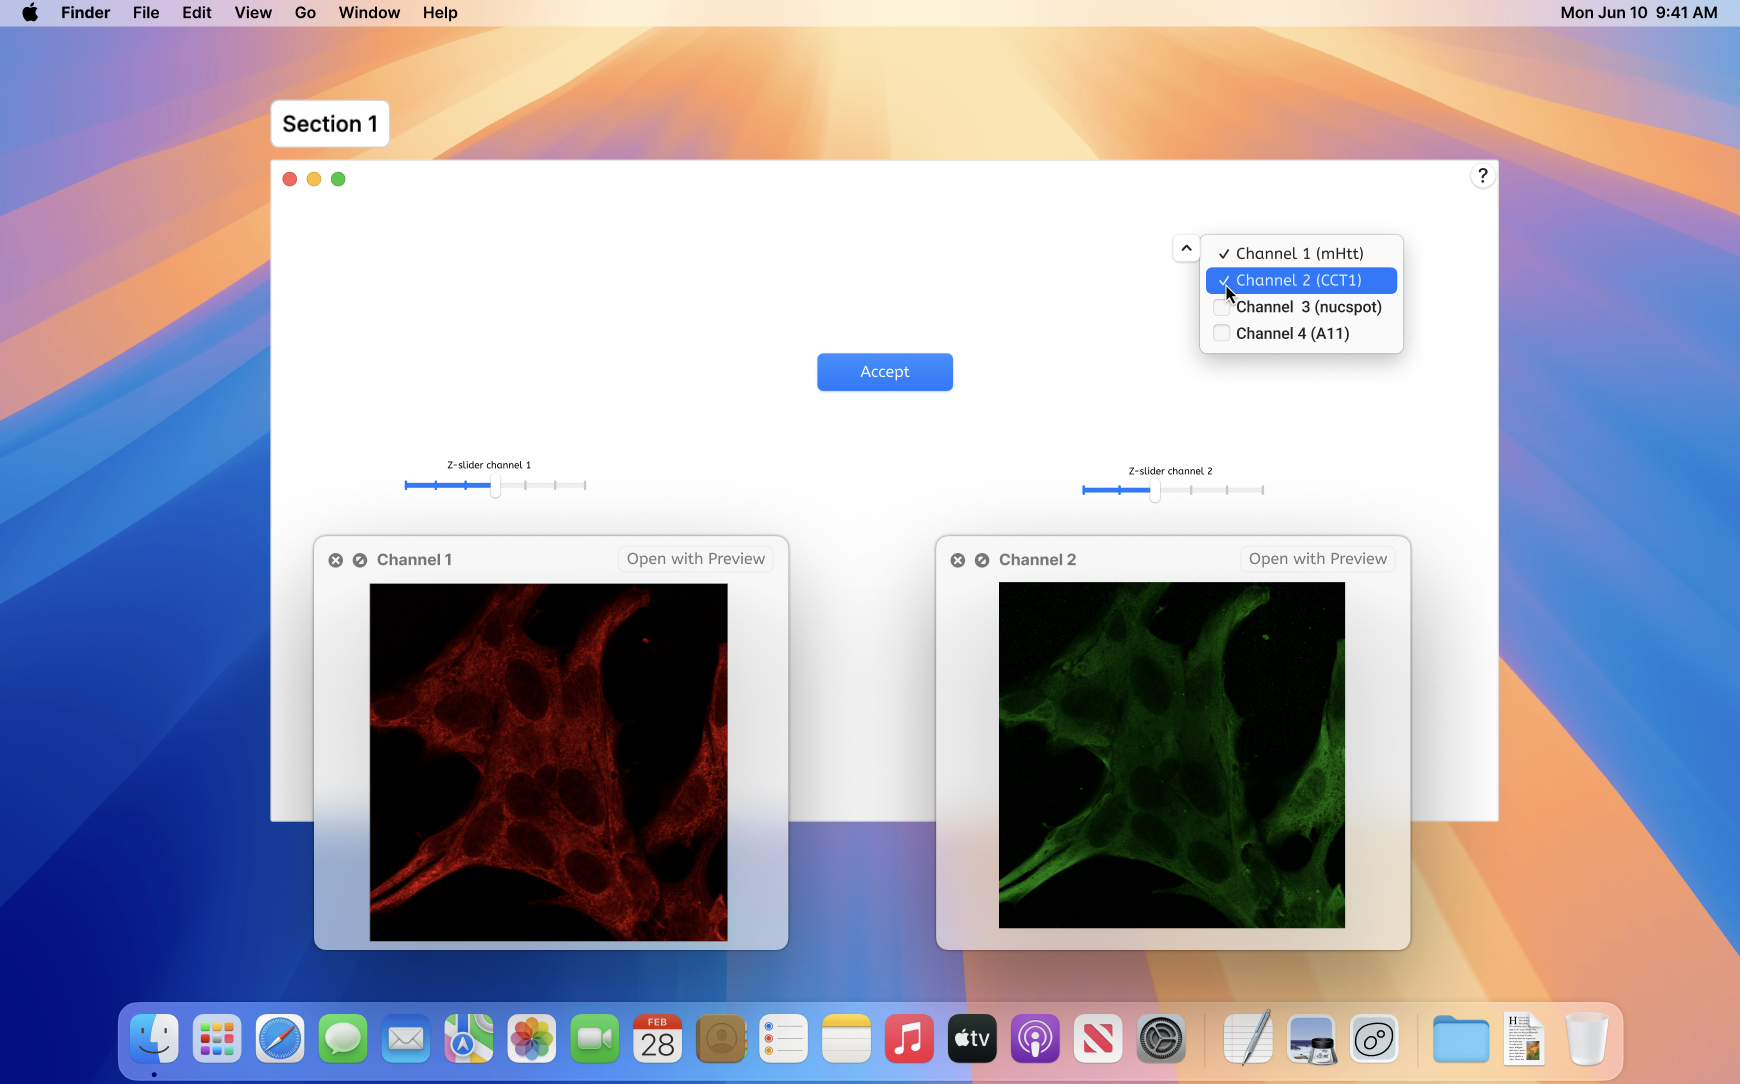 Finder File Edit View Go Window Help
Mon Jun 10 9:41 AM
Section 1
?
✓ Channel 1 (mHtt)
✓ Channel 2 (CCT1)
Channel 3 (nucspot)
Channel 4 (A11)
Accept
Z-slider channel 1
Z-slider channel 2
Channel 1
Open with Preview
Channel 2
Open with Preview
FEB
28
tv